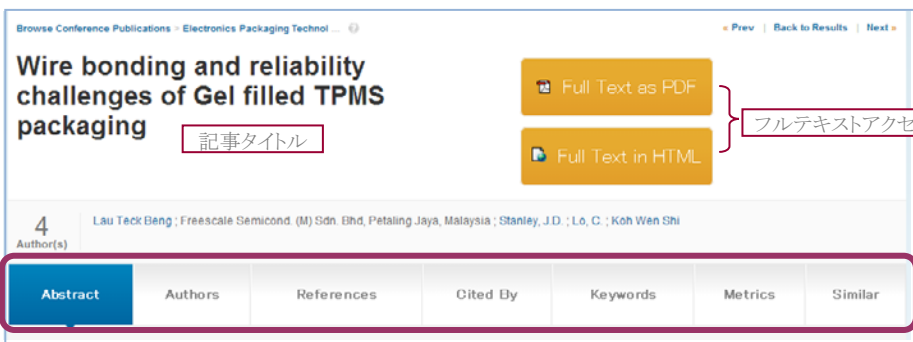 Browse Conference Publications > Electronics Packaging Technol ...
« Prev | Back to Results | Next »
Wire bonding and reliability
challenges of Gel filled TPMS
packaging
記事タイトル
Full Text as PDF
Full Text in HTML
フルテキストアクセ
4
Author(s)
Lau Teck Beng ; Freescale Semicond. (M) Sdn. Bhd, Petaling Jaya, Malaysia ; Stanley, J.D. ; Lo, C. ; Koh Wen Shi
Abstract Authors References Cited By Keywords Metrics Similar